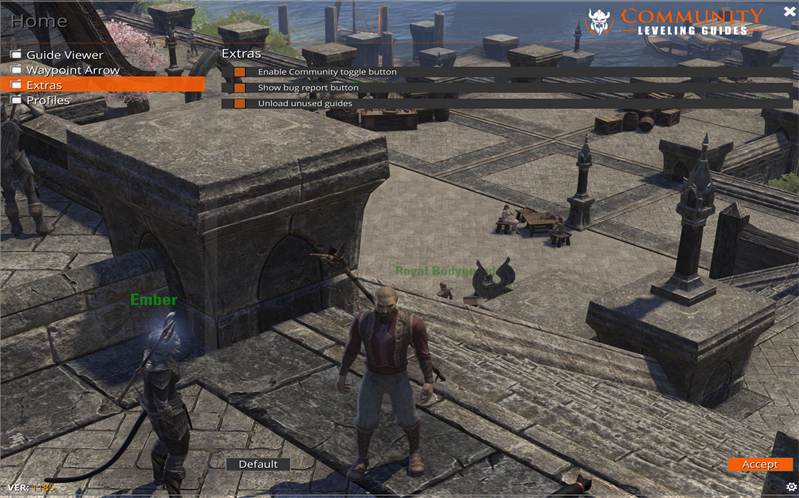 Home
COMMUNITY
LEVELING GUIDES
Guide Viewer
Waypoint Arrow
Extras
Profiles
Extras
Enable Community toggle button
Show bug report button
Unload unused guides
Royal Bodyguard
Ember
Default
Accept
VER: 1185